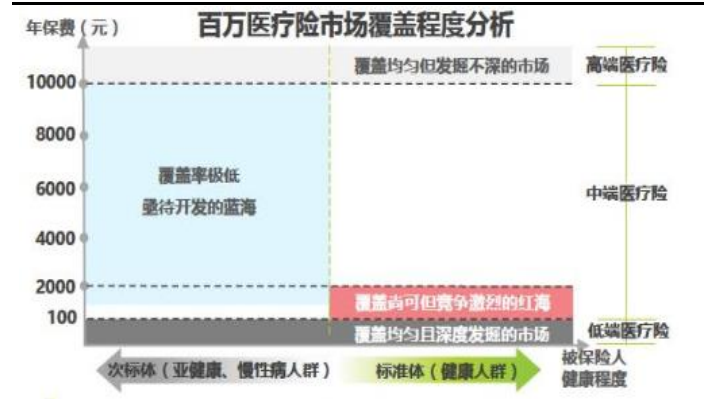 百万医疗险市场覆盖程度分析
年保费（元）
覆盖均匀但发掘不深的市场
高端医疗险
10000
8000
覆盖率极低
6000
亟待开发的蓝海
中端医疗险
4000
2000
覆盖尚可但竞争激烈的红海
100
覆盖均匀且深度发掘的市场
低端医疗险
次标体（亚健康、慢性病人群）
标准体（健康人群）
被保险人
健康程度